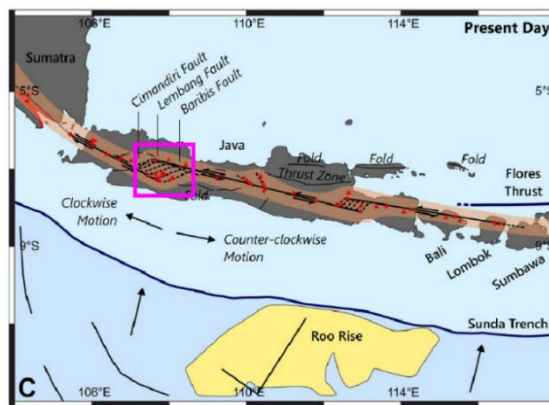 106°E
110°E
114°E
Present Day
Sumatra
Cimandiri Fault
Lembang Fault
Baribis Fault
5°S
Java
Fold
Fold
Fold
Thrust Zone
Flores
Thrust
Fold
Clockwise
Motion
Counter-clockwise
Motion
Bali
Lombok
Sumbawa
9°S
9°S
Sunda Trench
Roo Rise
C
106°E
110°E
114°E